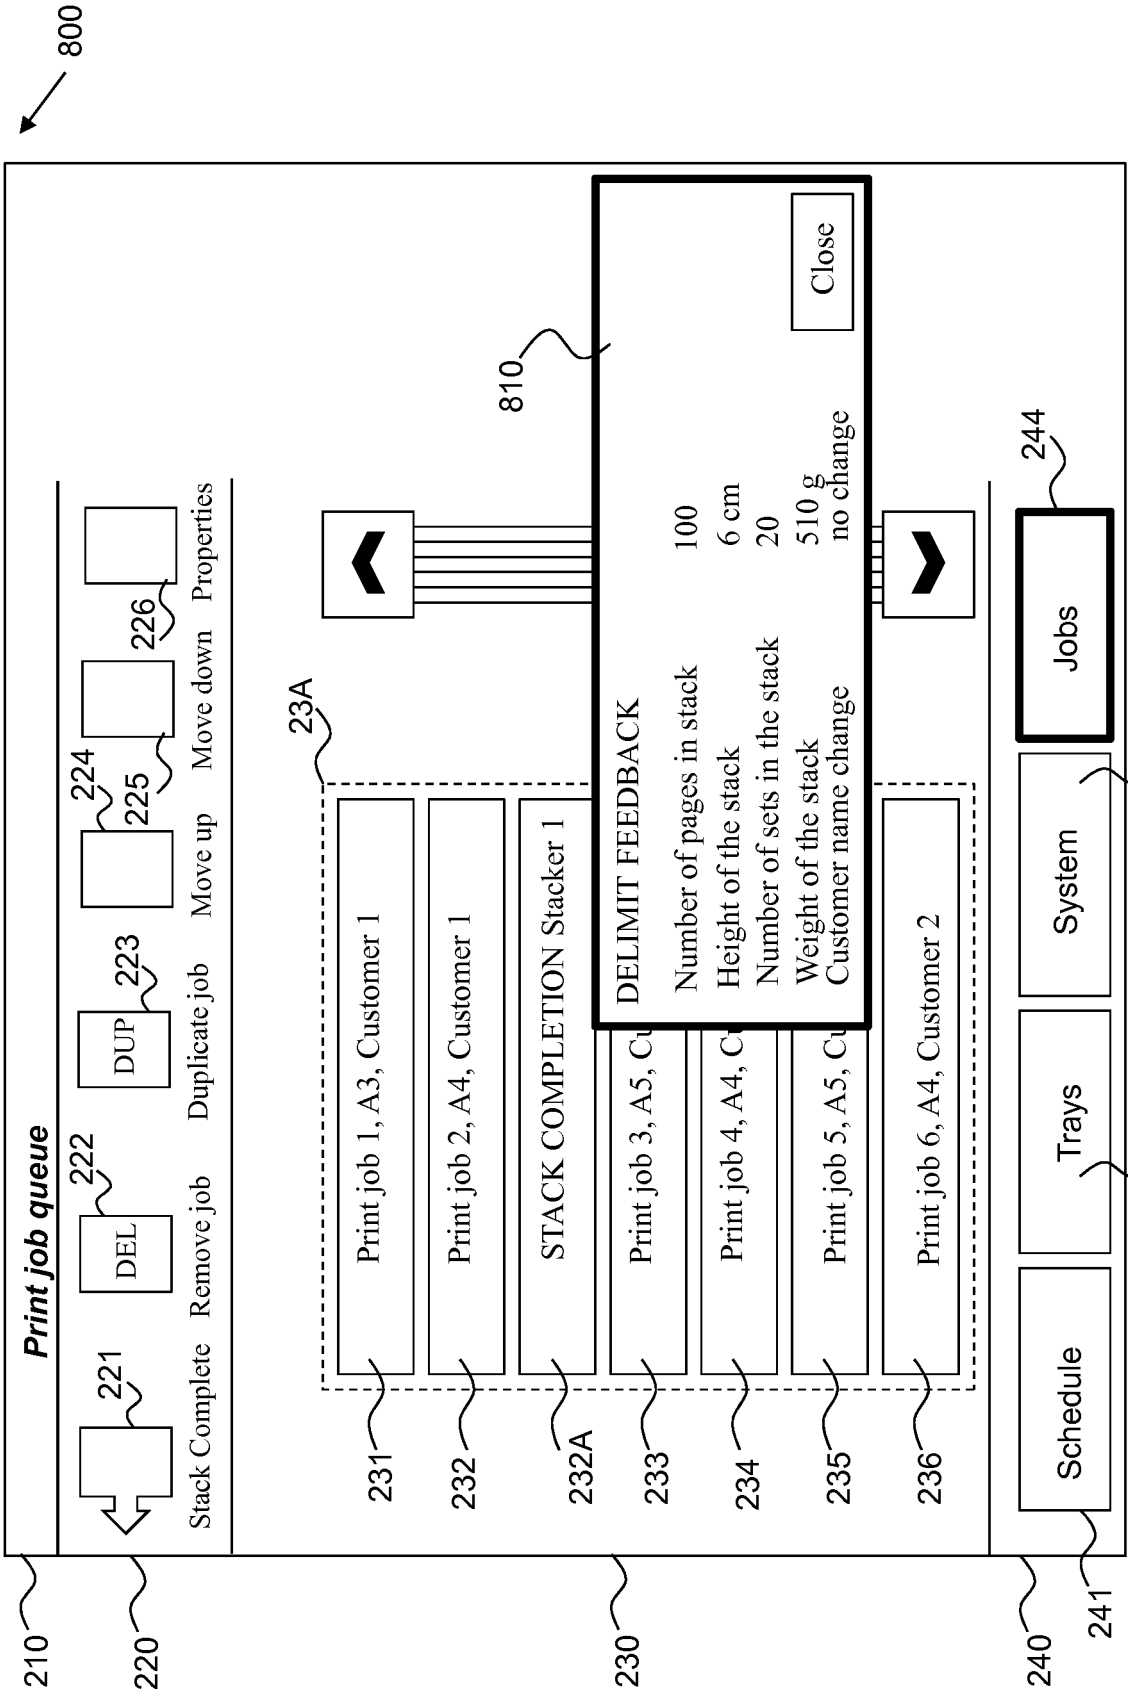 800
Print job queue
210
DEL
DUP
221
222
223
224
225
226
Stack Complete
Remove job
Duplicate job
Move up
Move down
Properties
220
23A
231
Print job 1, A3, Customer 1
232
Print job 2, A4, Customer 1
232A
STACK COMPLETION Stacker 1
810
233
Print job 3, A5, Cu
234
Print job 4, A4, Cu
235
Print job 5, A5, Cu
236
Print job 6, A4, Customer 2
230
DELIMIT FEEDBACK
Number of pages in stack 100
Height of the stack 6 cm
Number of sets in the stack 20
Weight of the stack 510 g
Customer name change no change
Close
244
Schedule
Trays
System
Jobs
240
241